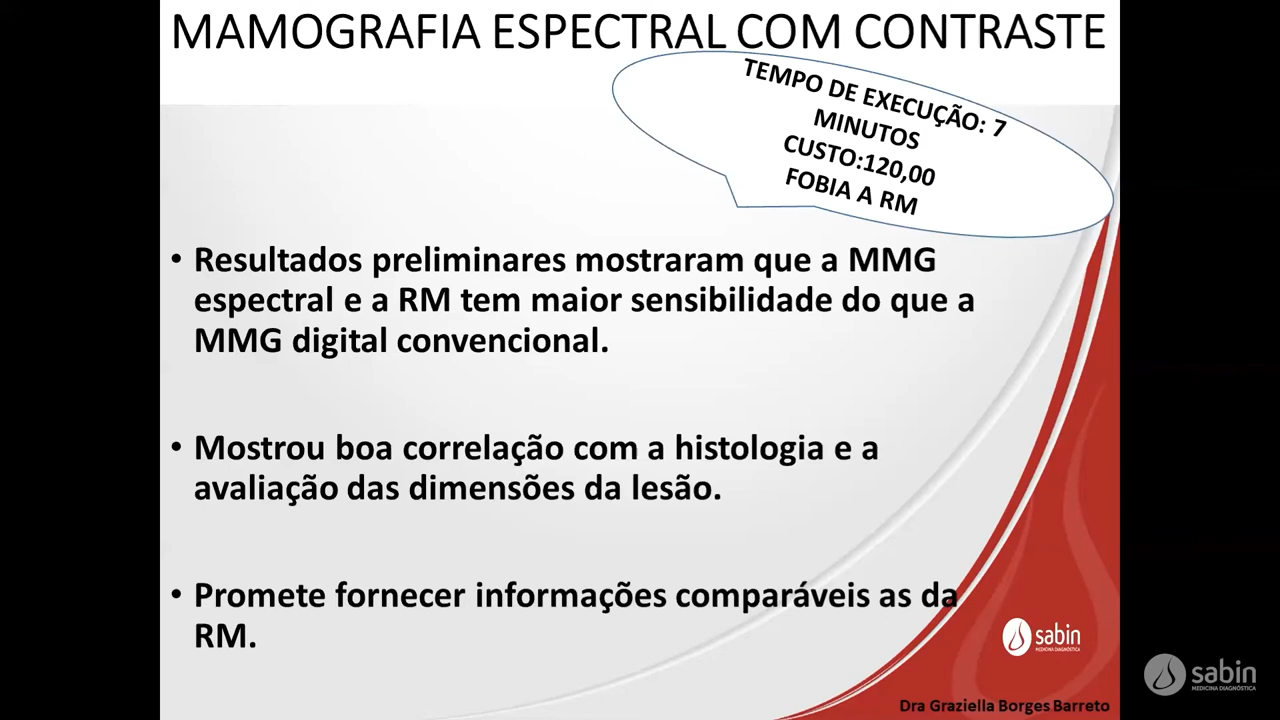 MAMOGRAFIA ESPECTRAL COM CONTRASTE
TEMPO DE EXECUÇÃO: 7
MINUTOS
CUSTO:120,00
FOBIA A RM
• Resultados preliminares mostraram que a MMG
espectral e a RM tem maior sensibilidade do que a
MMG digital convencional.
• Mostrou boa correlação com a histologia e a
avaliação das dimensões da lesão.
• Promete fornecer informações comparáveis as da
RM.
sabin
MEDICINA DIAGNÓSTICA
Dra Graziella Borges Barreto
sabin
MEDICINA DIAGNÓSTICA